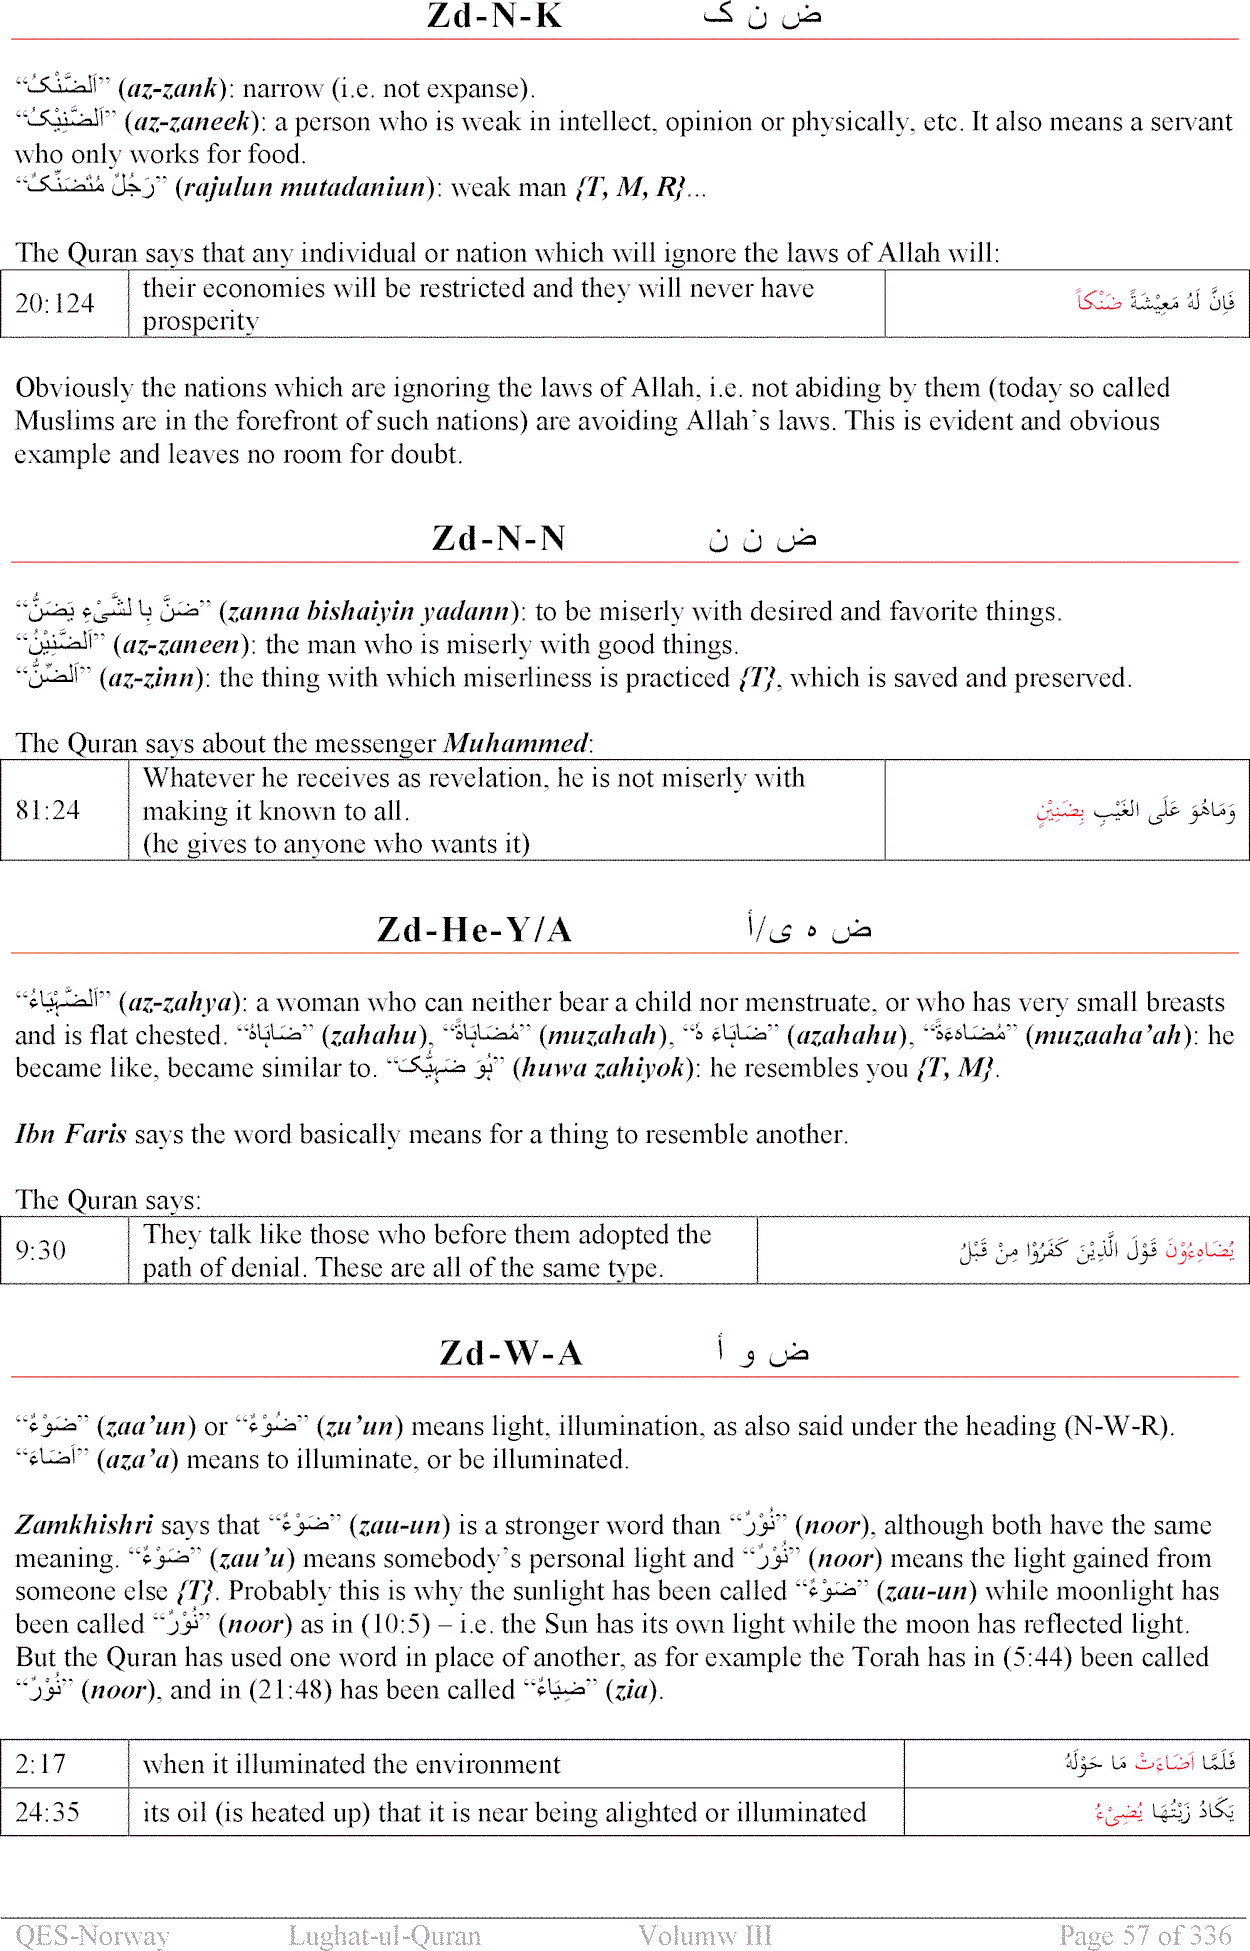 Zd-N-K ض ن ک
“اَلضَّنْکُ” (az-zank): narrow (i.e. not expanse).
“اَلضَّنِیْکُ” (az-zaneek): a person who is weak in intellect, opinion or physically, etc. It also means a servant
who only works for food.
“رَجُلٌ مُتَضَنِّکٌ” (rajulun mutadaniun): weak man {T, M, R}...
The Quran says that any individual or nation which will ignore the laws of Allah will:
20:124 their economies will be restricted and they will never have فَاِنَّ لَهُ مَعِیْشَةً ضَنْکاً
prosperity
Obviously the nations which are ignoring the laws of Allah, i.e. not abiding by them (today so called
Muslims are in the forefront of such nations) are avoiding Allah’s laws. This is evident and obvious
example and leaves no room for doubt.
Zd-N-N ض ن ن
“ضَنَّ بِا لشَّیْءِ یَضَنُّ” (zanna bishaiyin yadann): to be miserly with desired and favorite things.
“اَلضَّنِیْنُ” (az-zaneen): the man who is miserly with good things.
“اَلضِّنُّ” (az-zinn): the thing with which miserliness is practiced {T}, which is saved and preserved.
The Quran says about the messenger Muhammed:
Whatever he receives as revelation, he is not miserly with
81:24 making it known to all. وَمَاهُوَ عَلَی الغَیْبِ بِضَنِیْنٍ
(he gives to anyone who wants it)
Zd-He-Y/A ض ہ ی/أ
“اَلضَّہْیَاءُ” (az-zahya): a woman who can neither bear a child nor menstruate, or who has very small breasts
and is flat chested. “ضَاہَاہُ” (zahahu), “مُضَاہَاةً” (muzahah), “ضَاہَاءَ ہُ” (azahahu), “مُضَاهَءَةً” (muzaaha’ah): he
became like, became similar to. “ہُوَ ضَہِیُّکَ” (huwa zahiyok): he resembles you {T, M}.
Ibn Faris says the word basically means for a thing to resemble another.
The Quran says:
9:30 They talk like those who before them adopted the یُضَاہِءُوْنَ قَوْلَ الَّذِیْنَ کَفَرُوْا مِنْ قَبْلُ
path of denial. These are all of the same type.
Zd-W-A ض و أ
“ضَوْءٌ” (zaa’un) or “ضُوْءٌ” (zu’un) means light, illumination, as also said under the heading (N-W-R).
“اَضَاءَ” (aza’a) means to illuminate, or be illuminated.
Zamkhishri says that “ضَوْءٌ” (zau-un) is a stronger word than “نُوْرٌ” (noor), although both have the same
meaning. “ضَوْءٌ” (zau’u) means somebody’s personal light and “نُوْرٌ” (noor) means the light gained from
someone else {T}. Probably this is why the sunlight has been called “ضَوْءٌ” (zau-un) while moonlight has
been called “نُوْرٌ” (noor) as in (10:5) – i.e. the Sun has its own light while the moon has reflected light.
But the Quran has used one word in place of another, as for example the Torah has in (5:44) been called
“نُوْرٌ” (noor), and in (21:48) has been called “ضِیَاءٌ” (zia).
2:17 when it illuminated the environment فَلَمَّا اَضَاءَتْ مَا حَوْلَهُ
24:35 its oil (is heated up) that it is near being alighted or illuminated یَکَادُ زَیْتُهَا یُضِیْءُ
QES-Norway Lughat-ul-Quran Volumw III Page 57 of 336